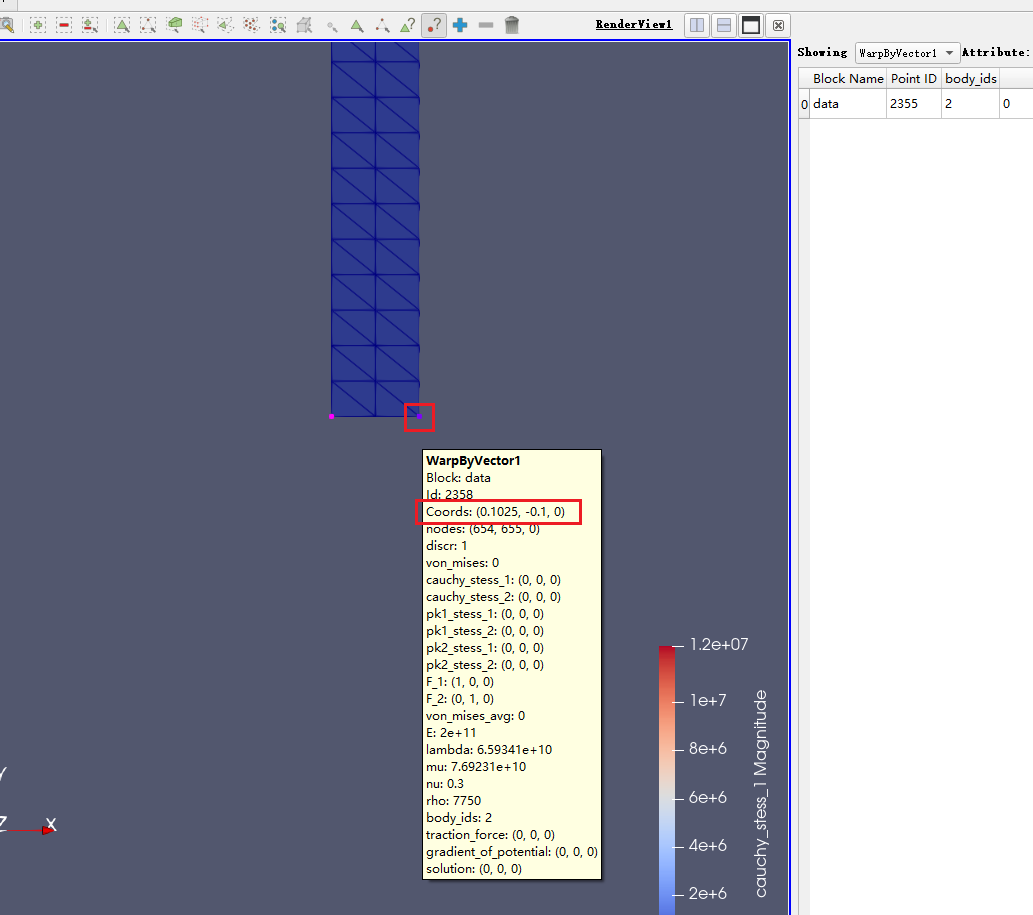 RenderView1
Showing WarpByVector1 Attribute:
Block Name Point ID body_ids
0 data 2355 2 0
WarpByVector1
Block: data
Id: 2358
Coords: (0.1025, -0.1, 0)
nodes: (654, 655, 0)
discr: 1
von_mises: 0
cauchy_stess_1: (0, 0, 0)
cauchy_stess_2: (0, 0, 0)
pk1_stess_1: (0, 0, 0)
pk1_stess_2: (0, 0, 0)
pk2_stess_1: (0, 0, 0)
pk2_stess_2: (0, 0, 0)
F_1: (1, 0, 0)
F_2: (0, 1, 0)
von_mises_avg: 0
E: 2e+11
lambda: 6.59341e+10
mu: 7.69231e+10
nu: 0.3
rho: 7750
body_ids: 2
traction_force: (0, 0, 0)
gradient_of_potential: (0, 0, 0)
solution: (0, 0, 0)
1.2e+07
1e+7
8e+6
6e+6
4e+6
2e+6
cauchy_stess_1 Magnitude
Y
Z
X